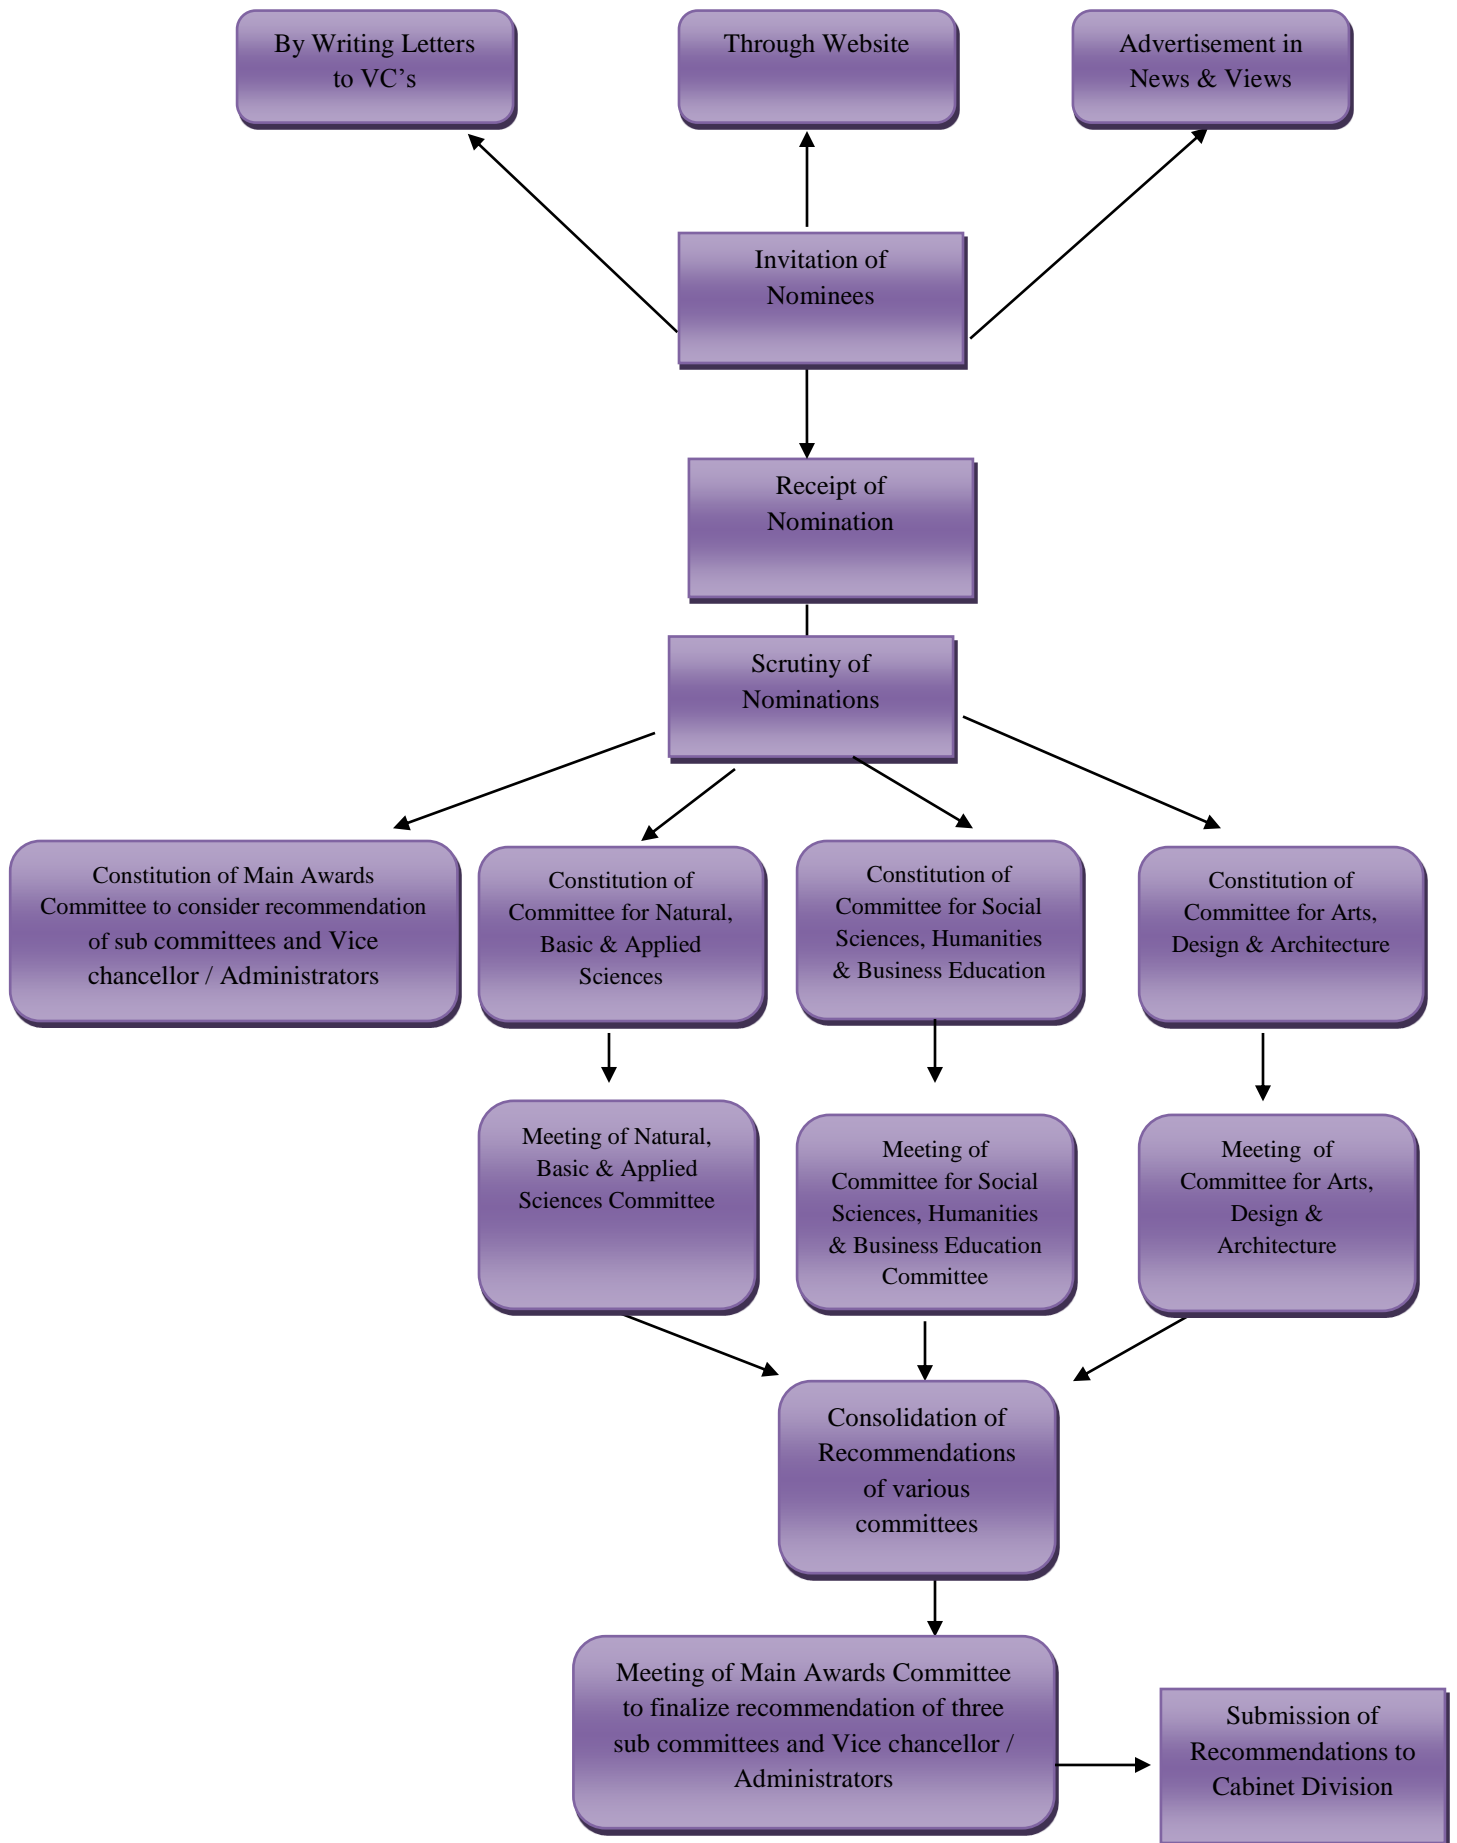 By Writing Letters
to VC's
Through Website
Advertisement in
News & Views
Invitation of
Nominees
Receipt of
Nomination
Scrutiny of
Nominations
Constitution of Main Awards
Committee to consider recommendation
of sub committees and Vice
chancellor / Administrators
Constitution of
Committee for Natural,
Basic & Applied
Sciences
Constitution of
Committee for Social
Sciences, Humanities
& Business Education
Constitution of
Committee for Arts,
Design & Architecture
Meeting of Natural,
Basic & Applied
Sciences Committee
Meeting of
Committee for Social
Sciences, Humanities
& Business Education
Committee
Meeting of
Committee for Arts,
Design &
Architecture
Consolidation of
Recommendations
of various
committees
Meeting of Main Awards Committee
to finalize recommendation of three
sub committees and Vice chancellor /
Administrators
Submission of
Recommendations to
Cabinet Division